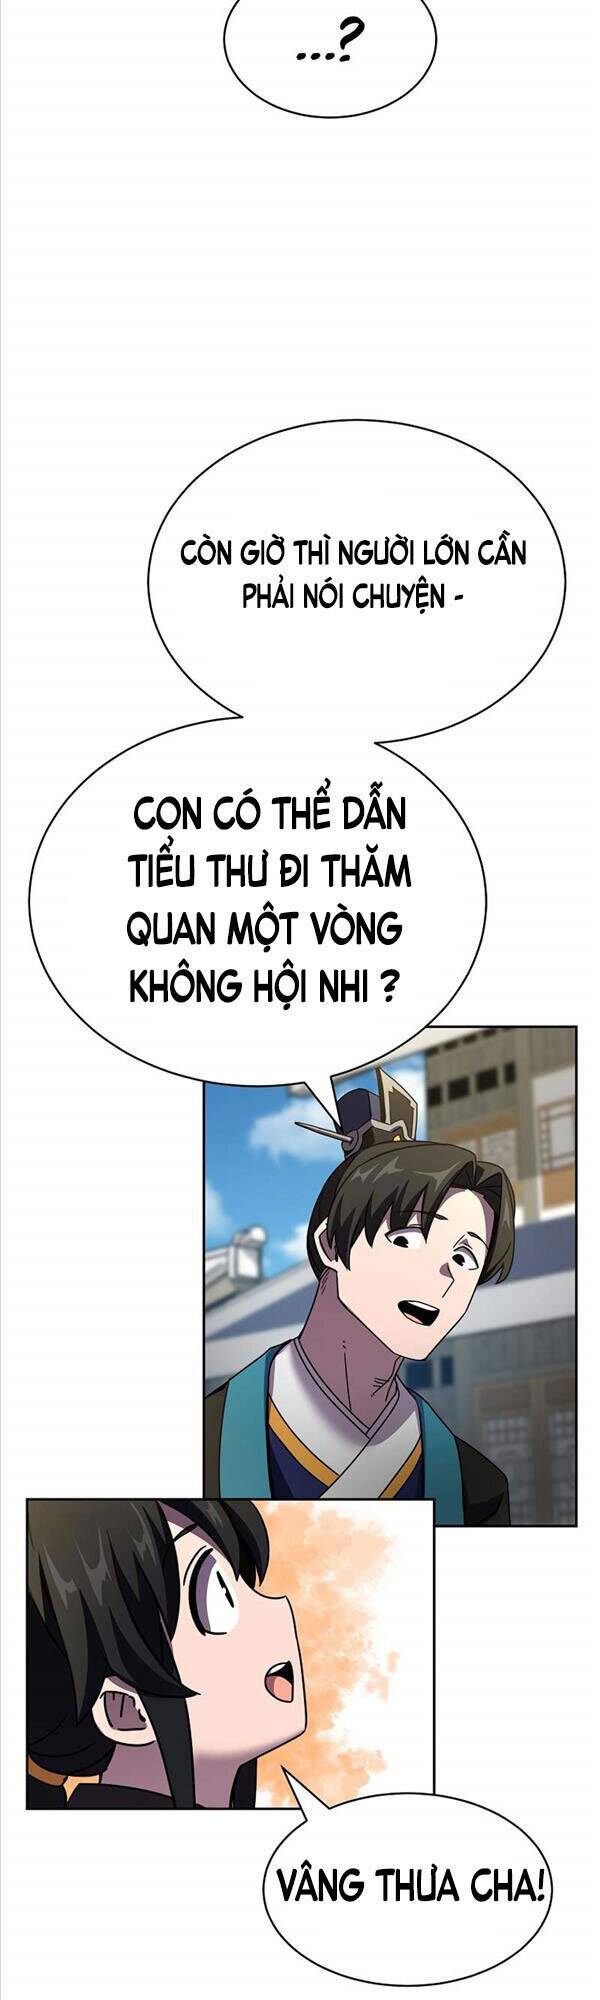 ...?
CÒN GIỜ THÌ NGƯỜI LỚN CẦN
PHẢI NÓI CHUYỆN -
CON CÓ THỂ DẪN
TIỂU THƯ ĐI THĂM
QUAN MỘT VÒNG
KHÔNG HỘI NHI ?
VÂNG THƯA CHA!